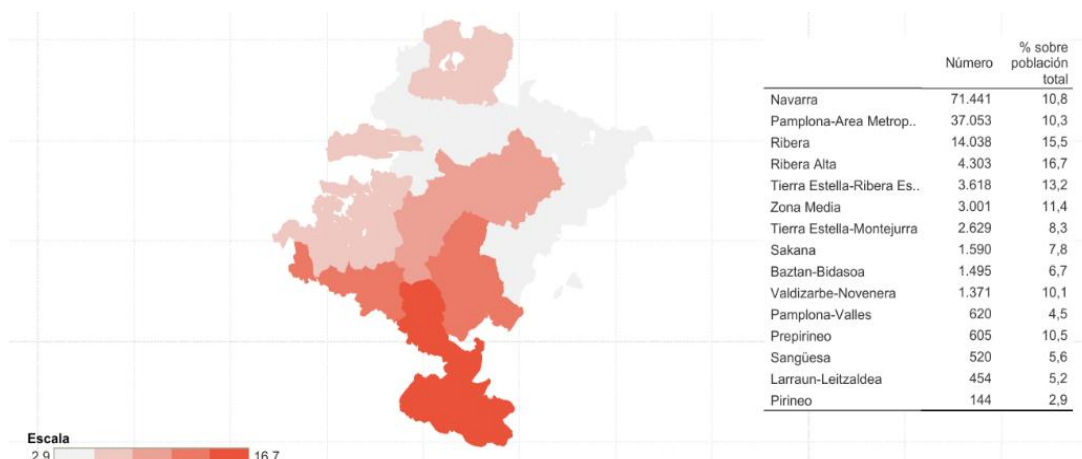 Número % sobre población total
Navarra 71.441 10,8
Pamplona-Area Metrop.. 37.053 10,3
Ribera 14.038 15,5
Ribera Alta 4.303 16,7
Tierra Estella-Ribera Es.. 3.618 13,2
Zona Media 3.001 11,4
Tierra Estella-Montejurra 2.629 8,3
Sakana 1.590 7,8
Baztan-Bidasoa 1.495 6,7
Valdizarbe-Novenera 1.371 10,1
Pamplona-Valles 620 4,5
Prepirineo 605 10,5
Sangüesa 520 5,6
Larraun-Leitzaldea 454 5,2
Pirineo 144 2,9
Escala
2,9 16,7